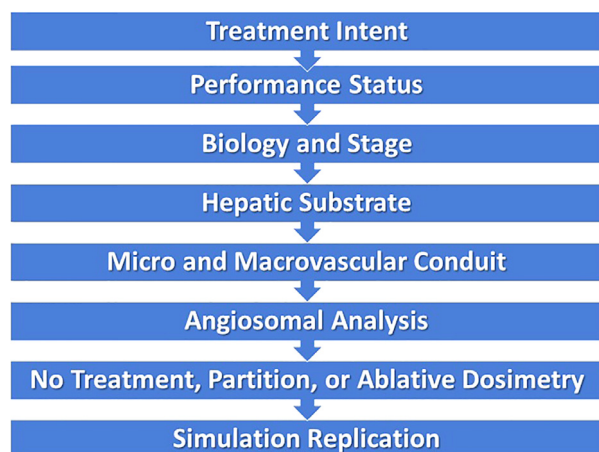 Treatment Intent
Performance Status
Biology and Stage
Hepatic Substrate
Micro and Macrovascular Conduit
Angiosomal Analysis
No Treatment, Partition, or Ablative Dosimetry
Simulation Replication